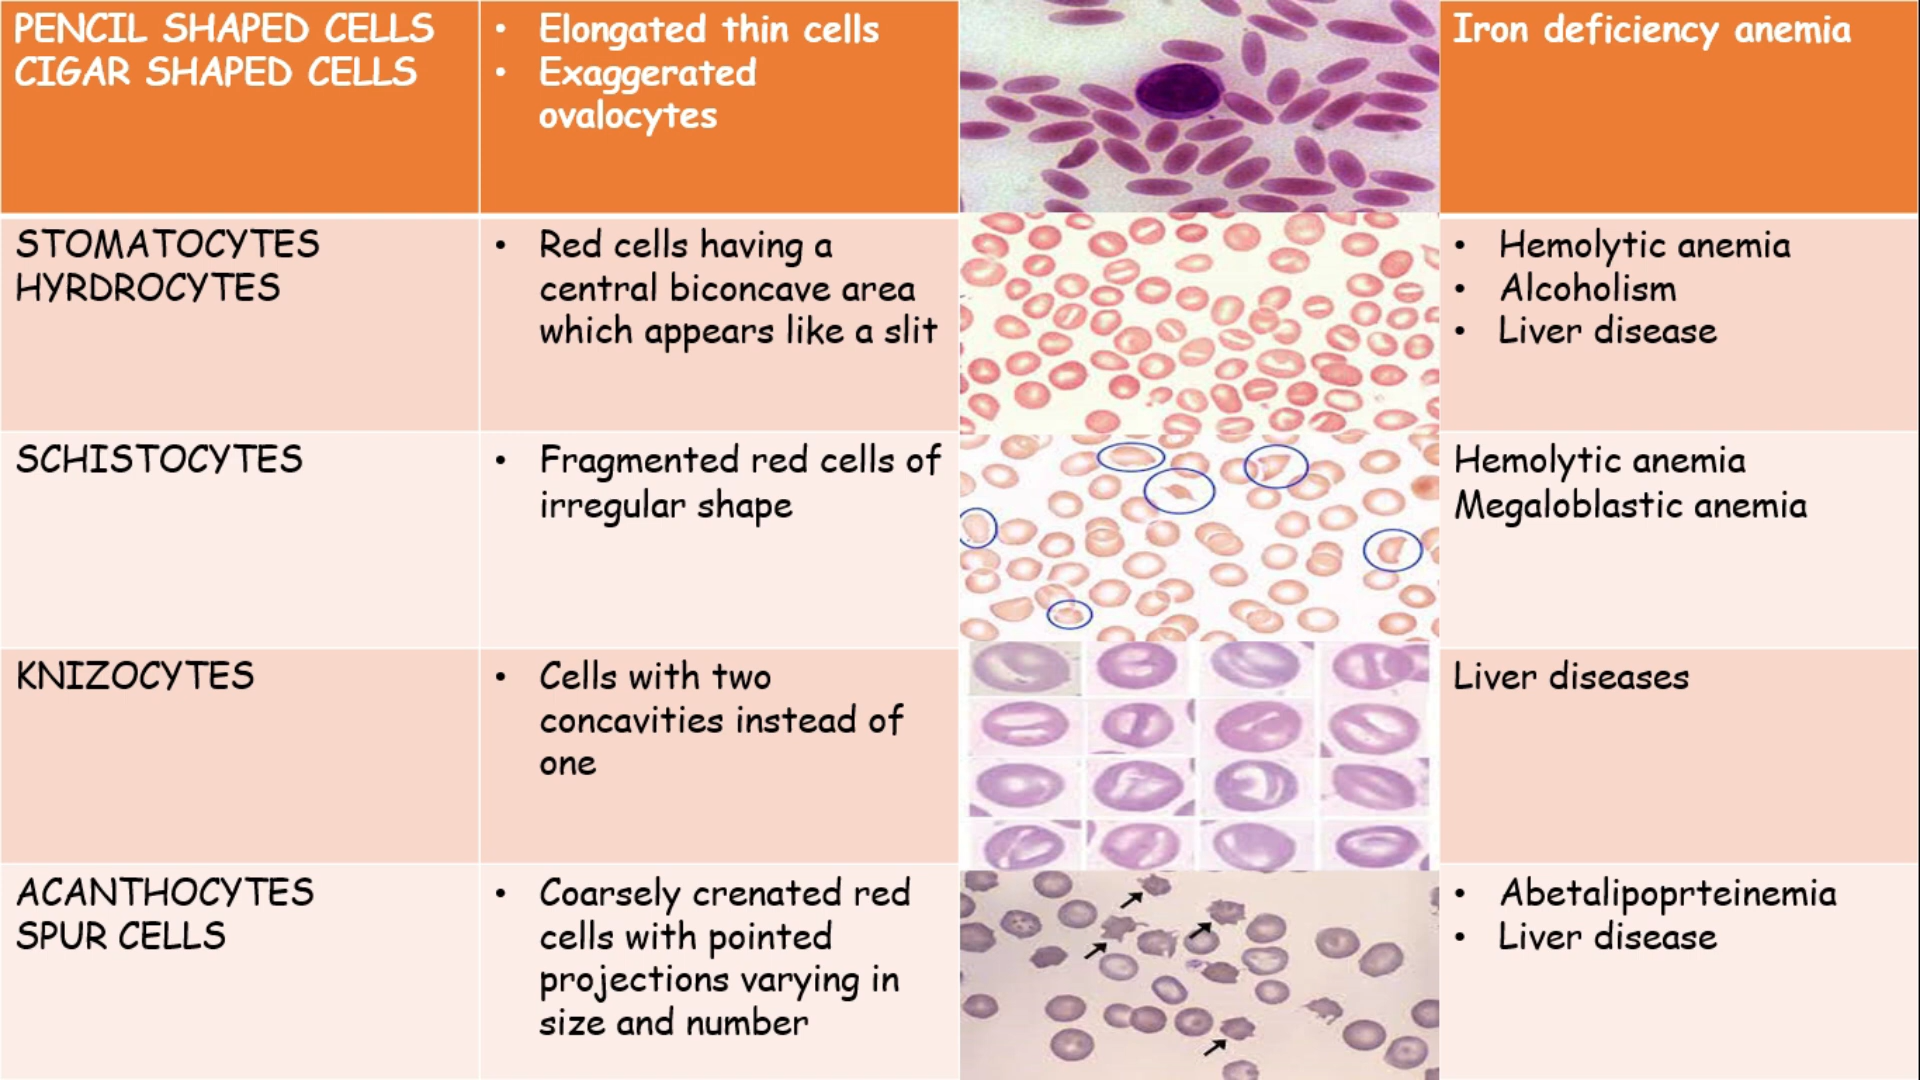 PENCIL SHAPED CELLS
CIGAR SHAPED CELLS
• Elongated thin cells
• Exaggerated
ovalocytes
Iron deficiency anemia
STOMATOCYTES
HYRDROCYTES
• Red cells having a
central biconcave area
which appears like a slit
• Hemolytic anemia
• Alcoholism
• Liver disease
SCHISTOCYTES
• Fragmented red cells of
irregular shape
Hemolytic anemia
Megaloblastic anemia
KNIZOCYTES
• Cells with two
concavities instead of
one
Liver diseases
ACANTHOCYTES
SPUR CELLS
• Coarsely crenated red
cells with pointed
projections varying in
size and number
• Abetalipoprteinemia
• Liver disease